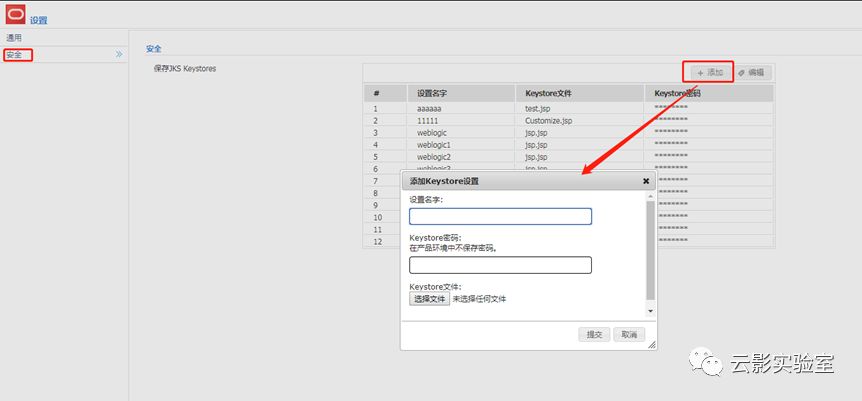 设置
通用
安全
安全
保存JKS Keystores
+ 添加 编辑
# 设置名字 Keystore文件 Keystore密码
1 aaaaaa test.jsp ********
2 11111 Customize.jsp ********
3 weblogic jsp.jsp ********
4 weblogic1 jsp.jsp ********
5 weblogic2 jsp.jsp ********
6 weblogic3 jsp.jsp ********
7 ********
8 ********
9 ********
10 ********
11 ********
12 ********
添加Keystore设置
设置名字:
Keystore密码:
在产品环境中不保存密码。
Keystore文件:
选择文件 未选择任何文件
提交 取消
云影实验室